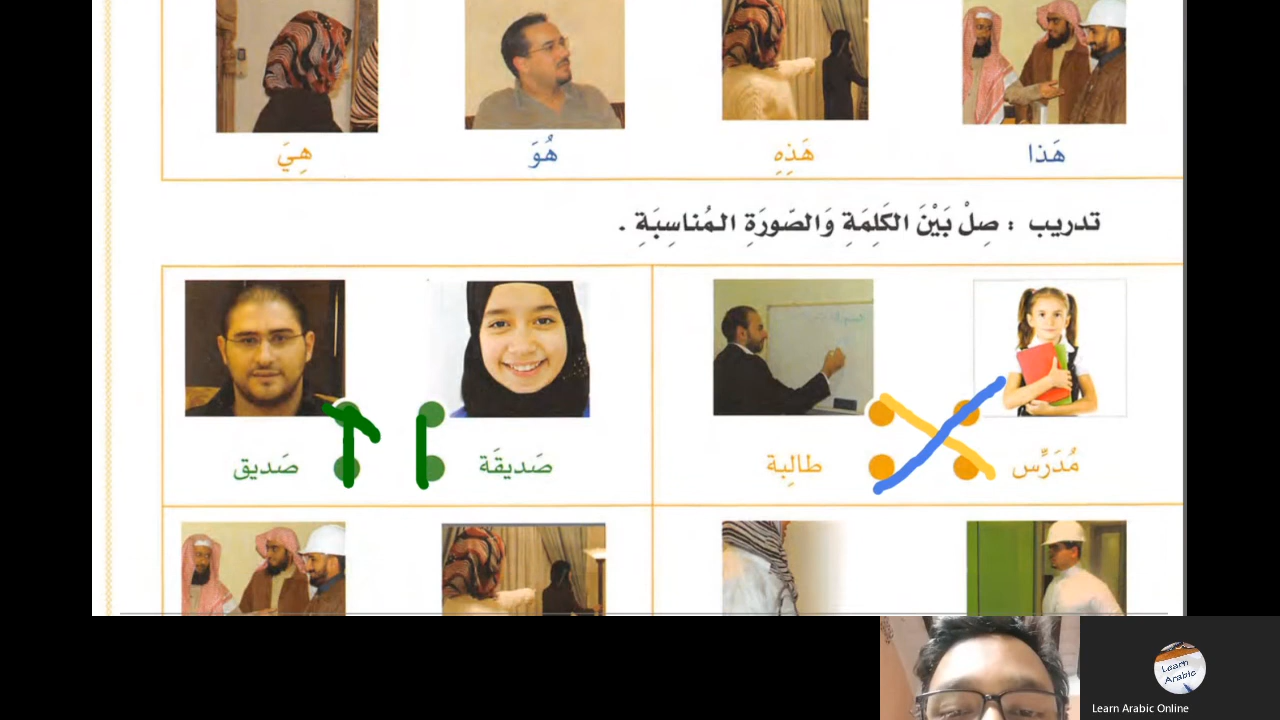 هَذا هَذِهِ هُوَ هِيَ
تدريب : صِلْ بَيْنَ الكَلِمَةِ وَالصّورَةِ المُناسِبَةِ .
مُدَرِّس طالِبة صَديقَة صَديق
Learn Arabic
Learn Arabic Online